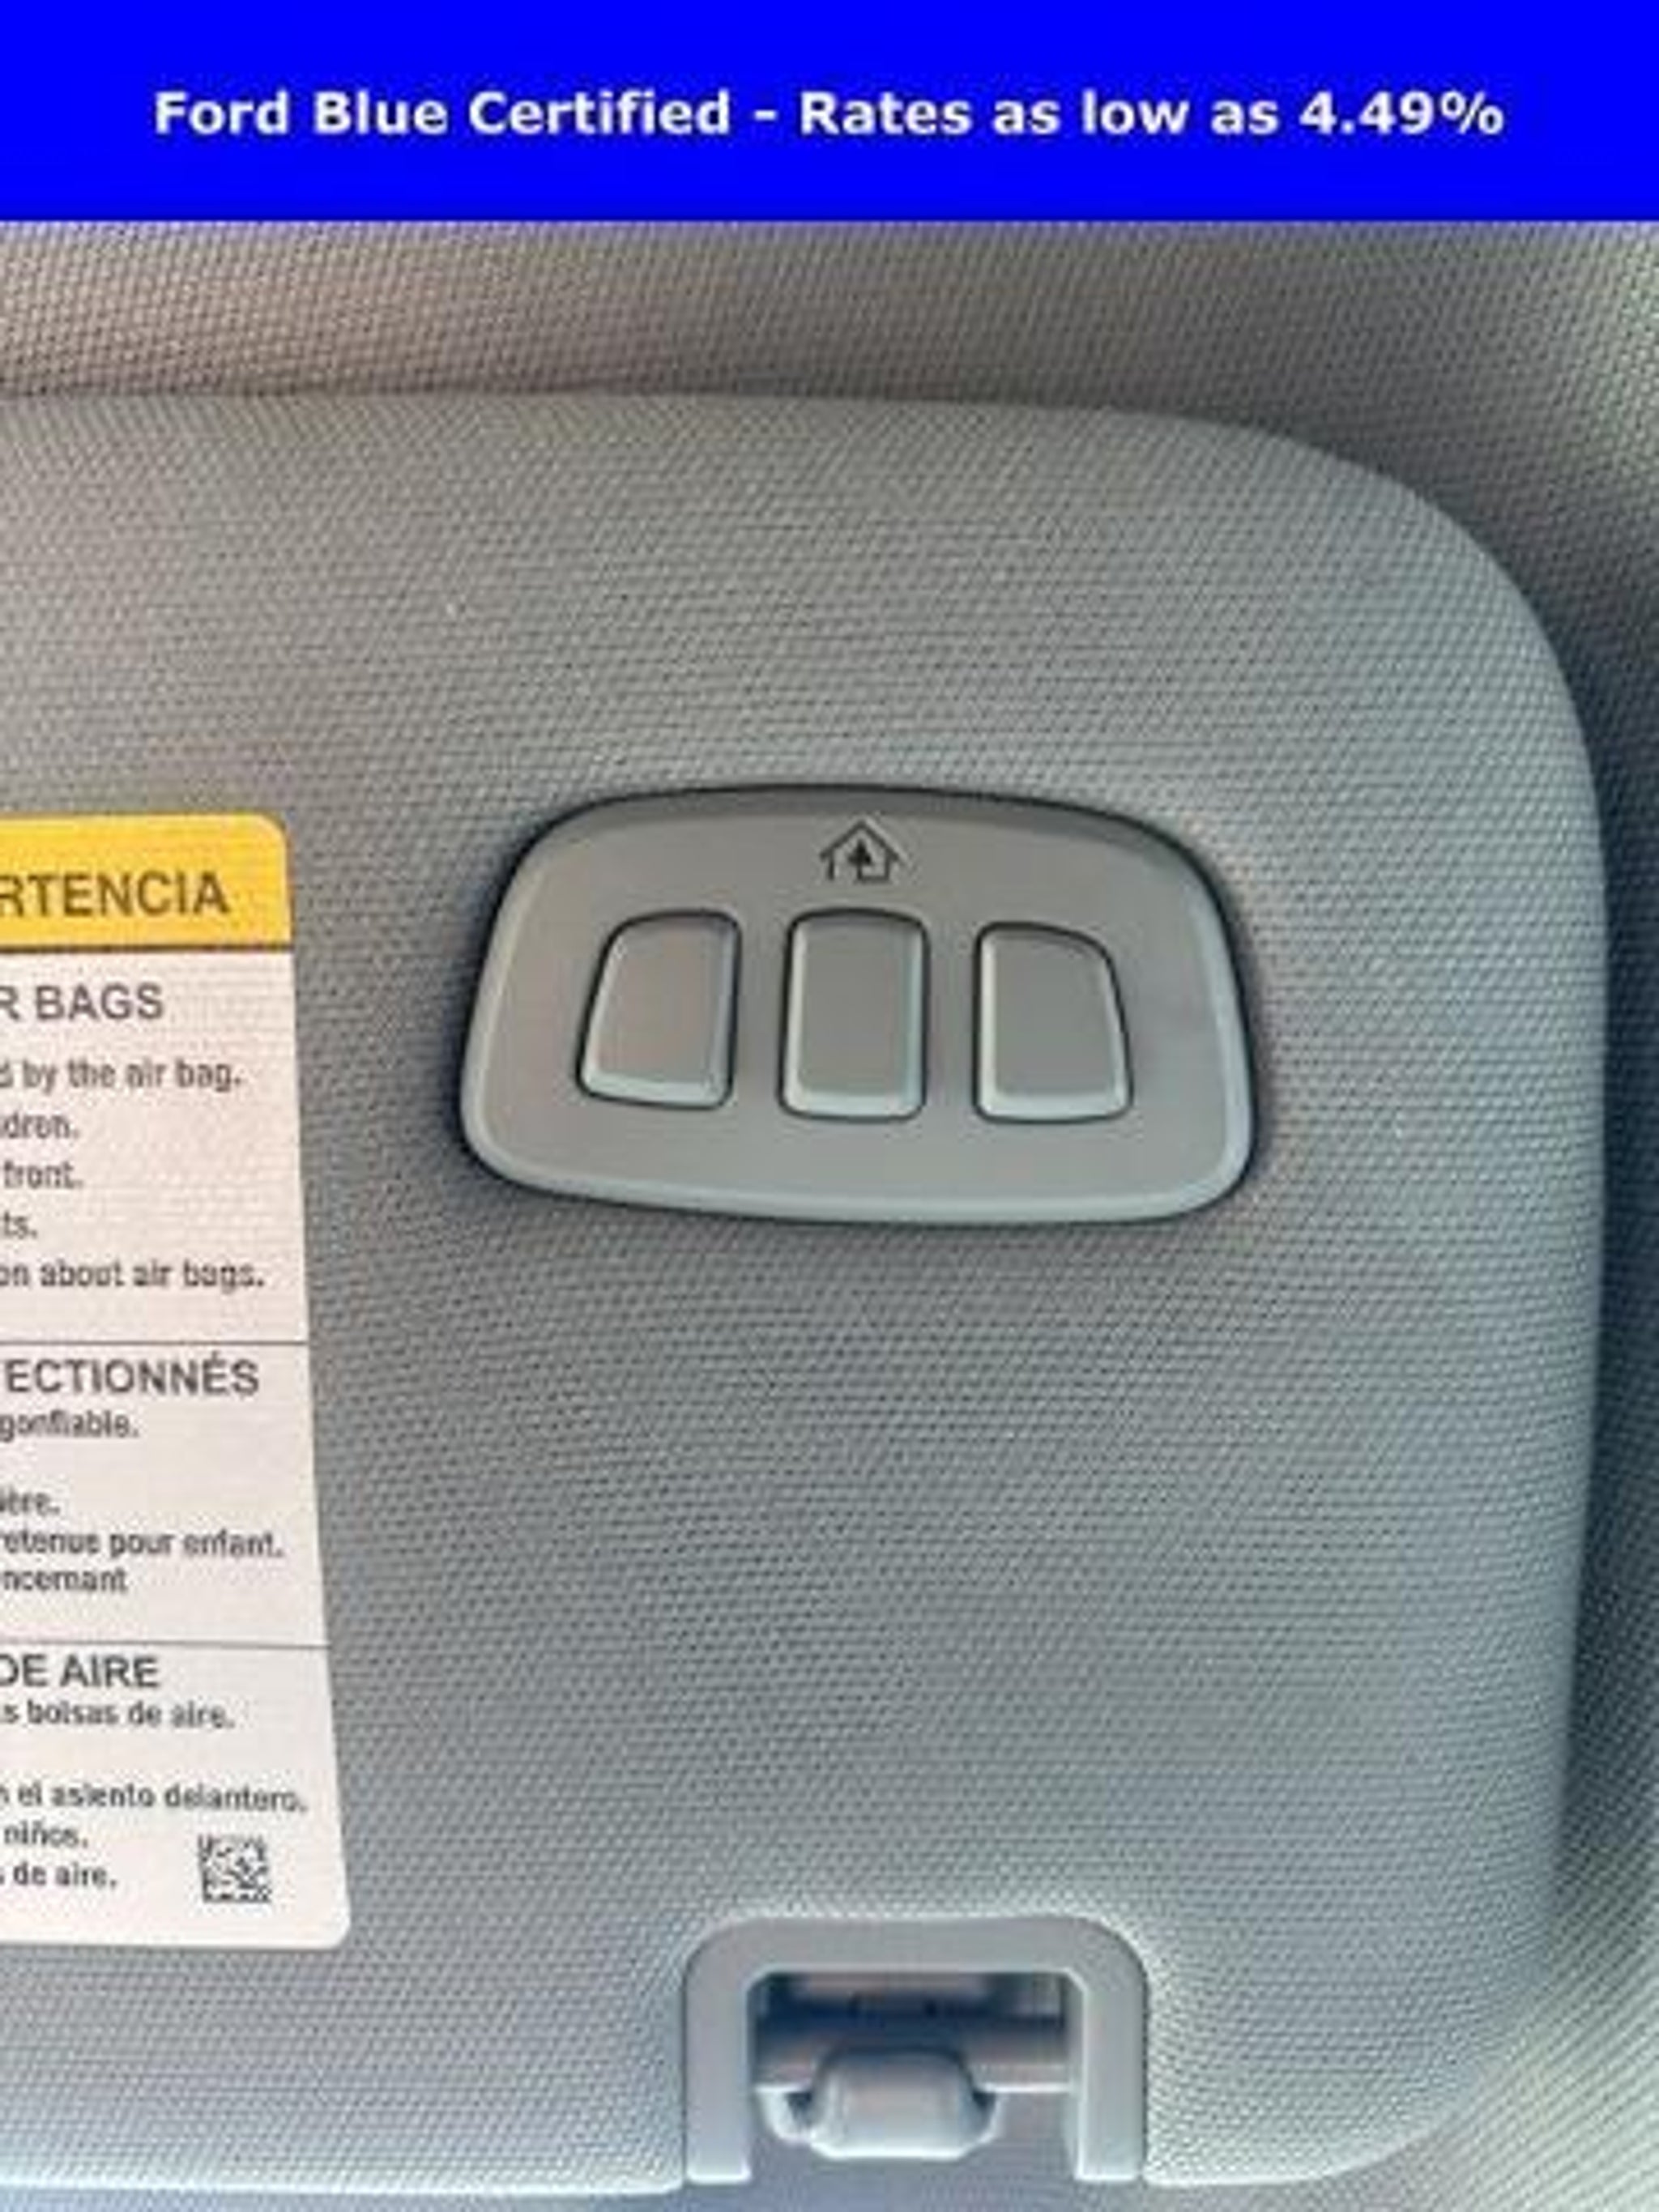 Ford Blue Certified - Rates as low as 4.49%
RTENCIA
R BAGS
by the air bag.
dren.
front.
ts.
on about air bags.
ECTIONNÉS
gonflable.
ière.
retenue pour enfant.
ncernant
DE AIRE
s bolsas de aire.
n el asiento delantero.
niños.
s de aire.